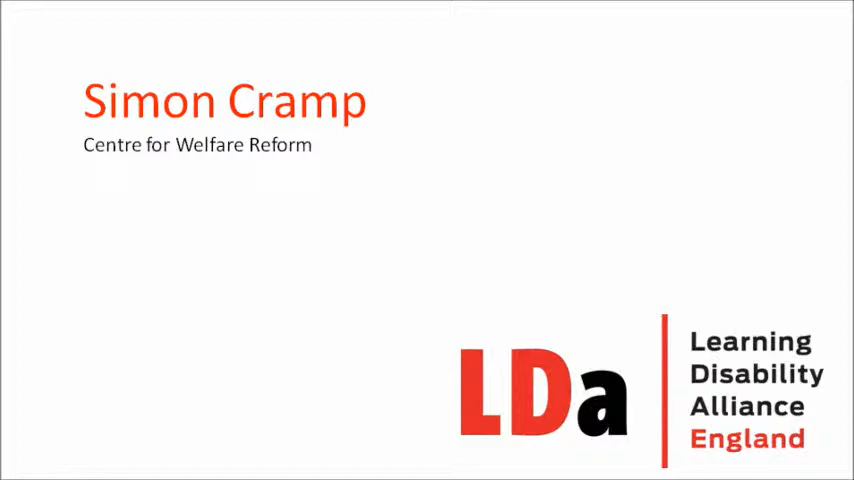 Simon Cramp
Centre for Welfare Reform
LDa
Learning
Disability
Alliance
England